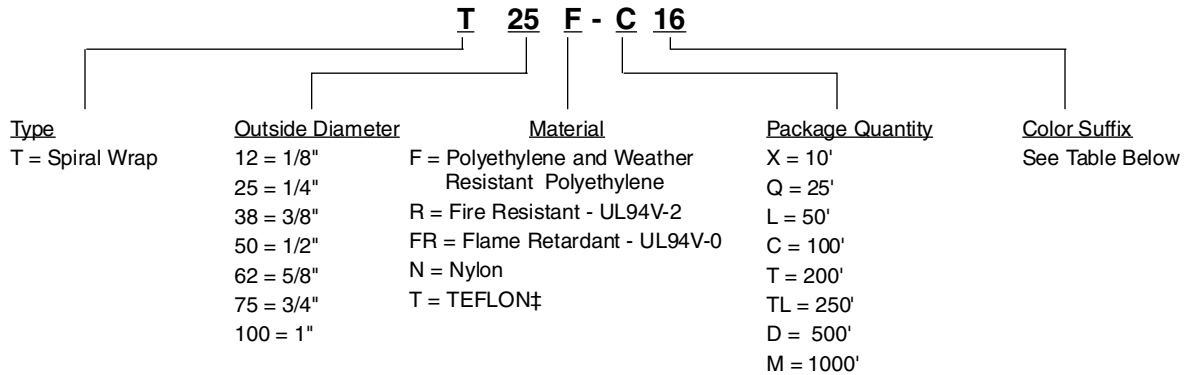 T 25 F - C 16
Type
T = Spiral Wrap
Outside Diameter
12 = 1/8"
25 = 1/4"
38 = 3/8"
50 = 1/2"
62 = 5/8"
75 = 3/4"
100 = 1"
Material
F = Polyethylene and Weather
Resistant Polyethylene
R = Fire Resistant - UL94V-2
FR = Flame Retardant - UL94V-0
N = Nylon
T = TEFLON‡
Package Quantity
X = 10'
Q = 25'
L = 50'
C = 100'
T = 200'
TL = 250'
D = 500'
M = 1000'
Color Suffix
See Table Below